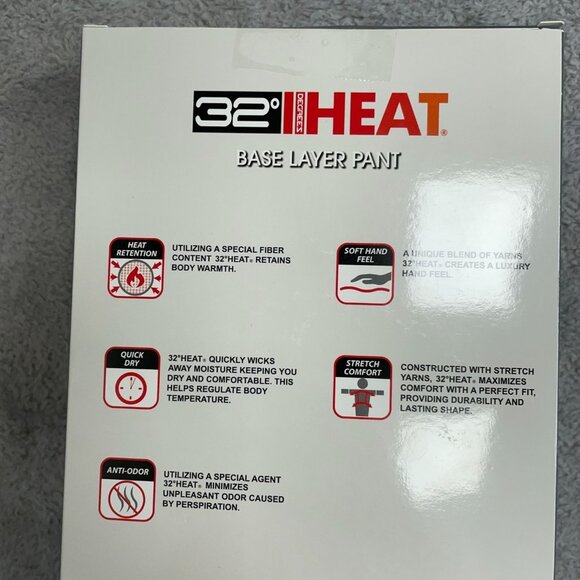 32° DEGREES HEAT®
BASE LAYER PANT
HEAT
RETENTION
UTILIZING A SPECIAL FIBER
CONTENT 32°HEAT® RETAINS
BODY WARMTH.
SOFT HAND
FEEL
A UNIQUE BLEND OF YARNS
32°HEAT® CREATES A LUXURY
HAND FEEL.
QUICK
DRY
32°HEAT® QUICKLY WICKS
AWAY MOISTURE KEEPING YOU
DRY AND COMFORTABLE. THIS
HELPS REGULATE BODY
TEMPERATURE.
STRETCH
COMFORT
CONSTRUCTED WITH STRETCH
YARNS, 32°HEAT® MAXIMIZES
COMFORT WITH A PERFECT FIT,
PROVIDING DURABILITY AND
LASTING SHAPE.
ANTI-ODOR
UTILIZING A SPECIAL AGENT
32°HEAT® MINIMIZES
UNPLEASANT ODOR CAUSED
BY PERSPIRATION.